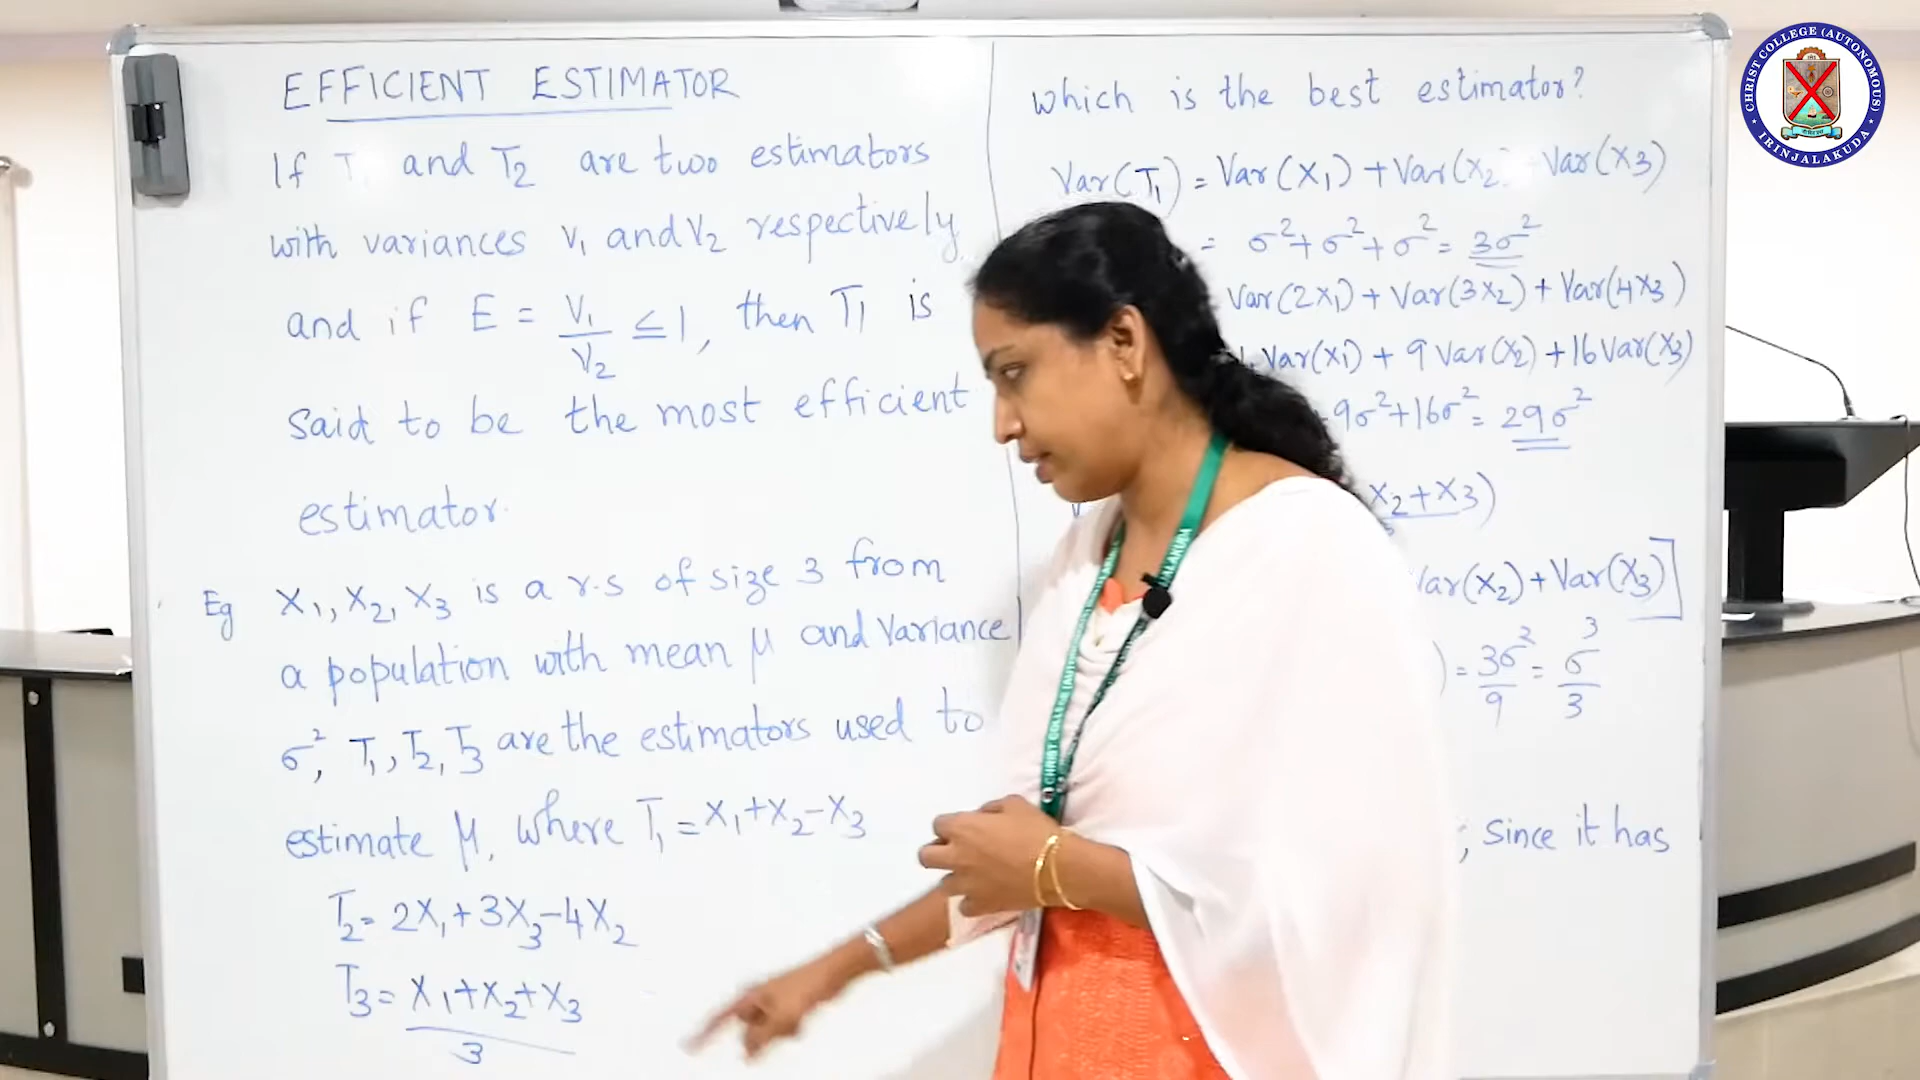 EFFICIENT ESTIMATOR
If T1 and T2 are two estimators
with variances V1 and V2 respectively
and if E = V1/V2 ≤ 1, then T1 is
said to be the most efficient
estimator.
Eg X1, X2, X3 is a r.s of size 3 from
a population with mean μ and variance
σ², T1, T2, T3 are the estimators used to
estimate μ, where T1 = X1 + X2 - X3
T2 = 2X1 + 3X3 - 4X2
T3 = X1 + X2 + X3
3
which is the best estimator?
Var(T1) = Var(X1) + Var(X2) Var(X3)
= σ² + σ² + σ² = 3σ²
Var(2X1) + Var(3X2) + Var(4X3)
Var(X1) + 9 Var(X2) + 16 Var(X3)
9σ² + 16σ² = 29σ²
X2 + X3)
Var(X2) + Var(X3)]
) = 3σ²/9 = σ³/3
; since it has
CHRIST COLLEGE (AUTONOMOUS)
IRINJALAKUDA